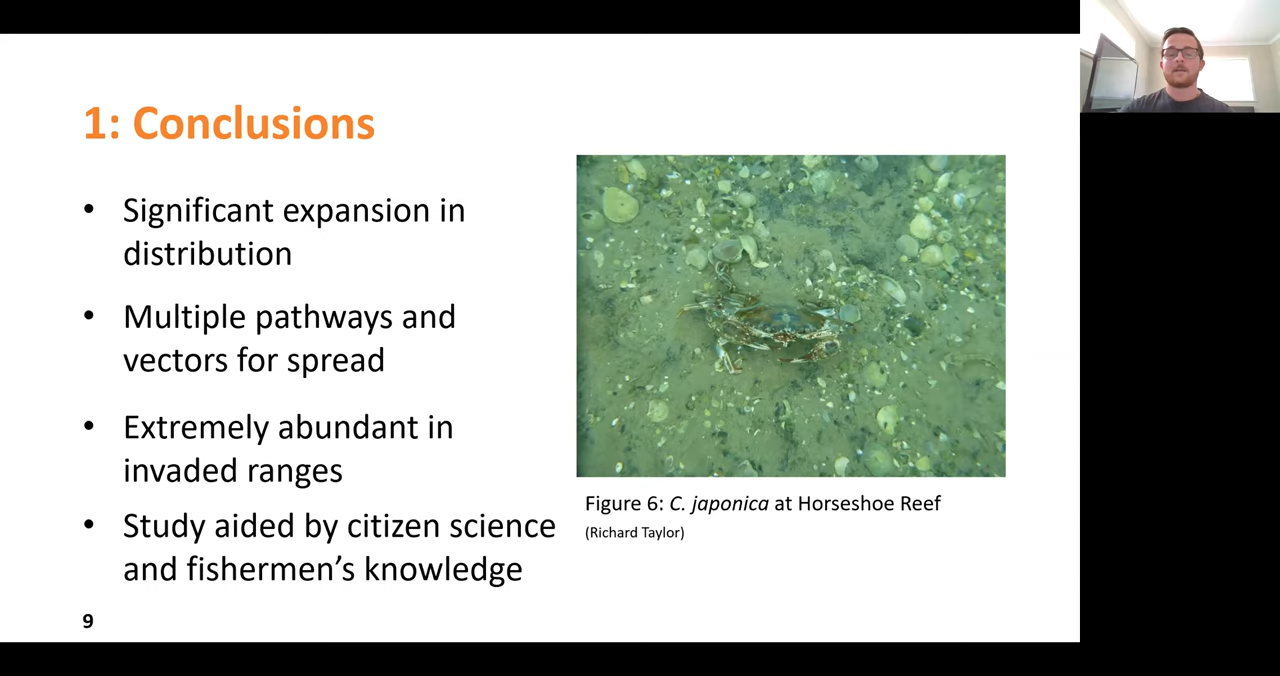 1: Conclusions
• Significant expansion in
distribution
• Multiple pathways and
vectors for spread
• Extremely abundant in
invaded ranges
• Study aided by citizen science
and fishermen’s knowledge
Figure 6: C. japonica at Horseshoe Reef
(Richard Taylor)
9